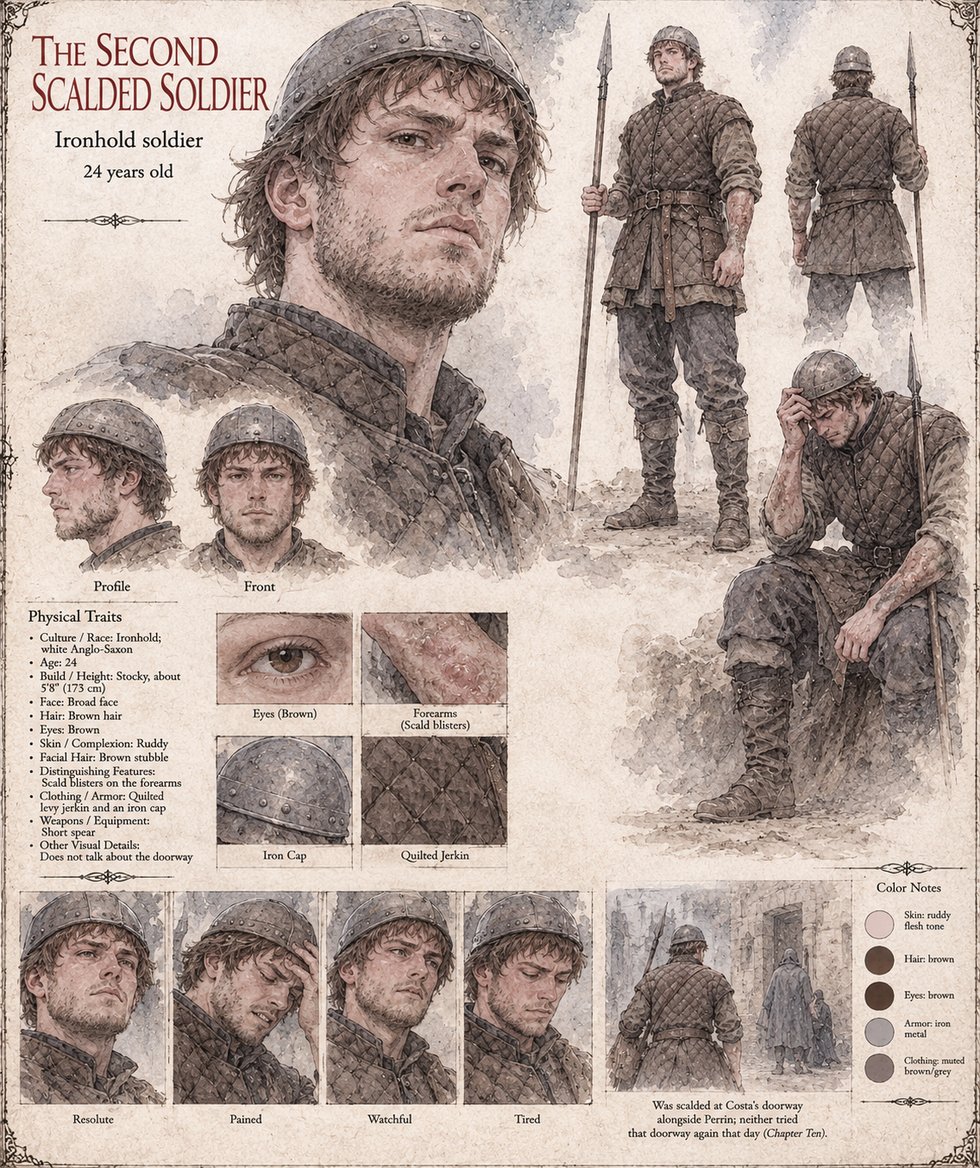 THE SECOND
SCALDED SOLDIER
Ironhold soldier
24 years old
Profile
Front
Physical Traits
• Culture / Race: Ironhold;
white Anglo-Saxon
• Age: 24
• Build / Height: Stocky, about
5'8" (173 cm)
• Face: Broad face
• Hair: Brown hair
• Eyes: Brown
• Skin / Complexion: Ruddy
• Facial Hair: Brown stubble
• Distinguishing Features:
Scald blisters on the forearms
• Clothing / Armor: Quilted
levy jerkin and an iron cap
• Weapons / Equipment:
Short spear
• Other Visual Details:
Does not talk about the doorway
Eyes (Brown)
Forearms
(Scald blisters)
Iron Cap
Quilted Jerkin
Resolute
Pained
Watchful
Tired
Was scalded at Costa's doorway
alongside Perrin; neither tried
that doorway again that day (Chapter Ten).
Color Notes
Skin: ruddy
flesh tone
Hair: brown
Eyes: brown
Armor: iron
metal
Clothing: muted
brown/grey